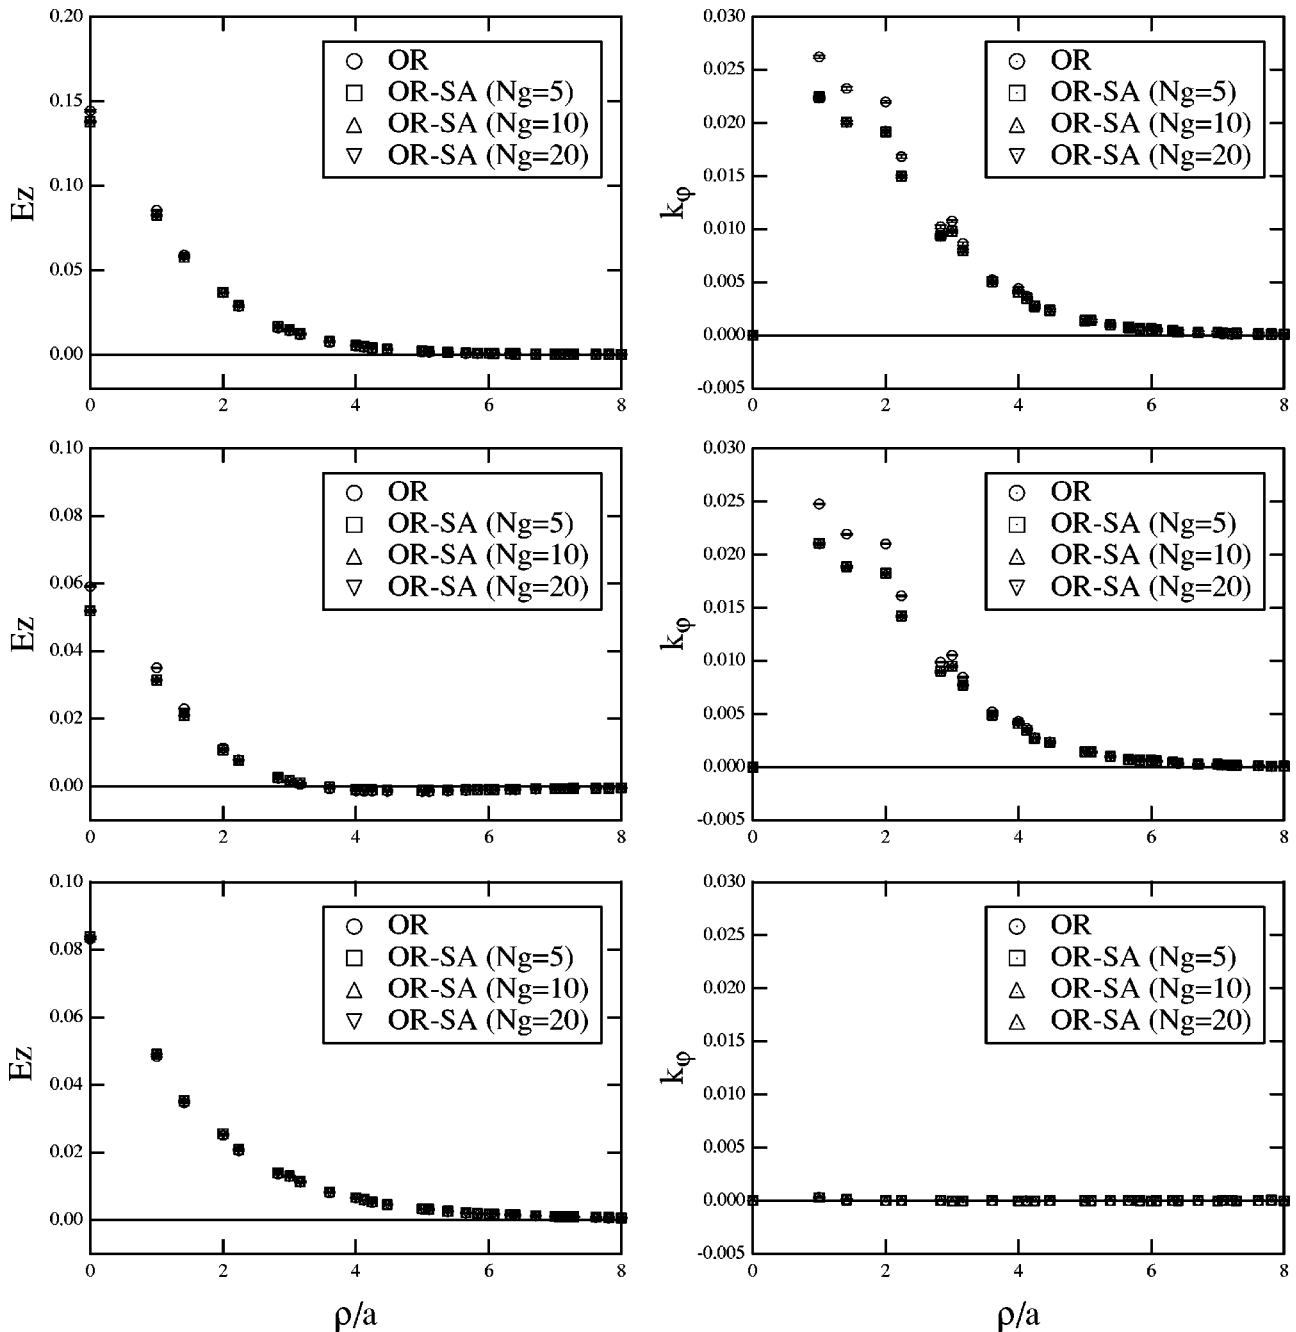 0.20
0.15
0.10
0.05
0.00
Ez
0 2 4 6 8
OR
OR-SA (Ng=5)
OR-SA (Ng=10)
OR-SA (Ng=20)
0.030
0.025
0.020
0.015
0.010
0.005
0.000
-0.005
kφ
0 2 4 6 8
OR
OR-SA (Ng=5)
OR-SA (Ng=10)
OR-SA (Ng=20)
0.10
0.08
0.06
0.04
0.02
0.00
Ez
0 2 4 6 8
OR
OR-SA (Ng=5)
OR-SA (Ng=10)
OR-SA (Ng=20)
0.030
0.025
0.020
0.015
0.010
0.005
0.000
-0.005
kφ
0 2 4 6 8
OR
OR-SA (Ng=5)
OR-SA (Ng=10)
OR-SA (Ng=20)
0.10
0.08
0.06
0.04
0.02
0.00
Ez
0 2 4 6 8
ρ/a
OR
OR-SA (Ng=5)
OR-SA (Ng=10)
OR-SA (Ng=20)
0.030
0.025
0.020
0.015
0.010
0.005
0.000
-0.005
kφ
0 2 4 6 8
ρ/a
OR
OR-SA (Ng=5)
OR-SA (Ng=10)
OR-SA (Ng=20)